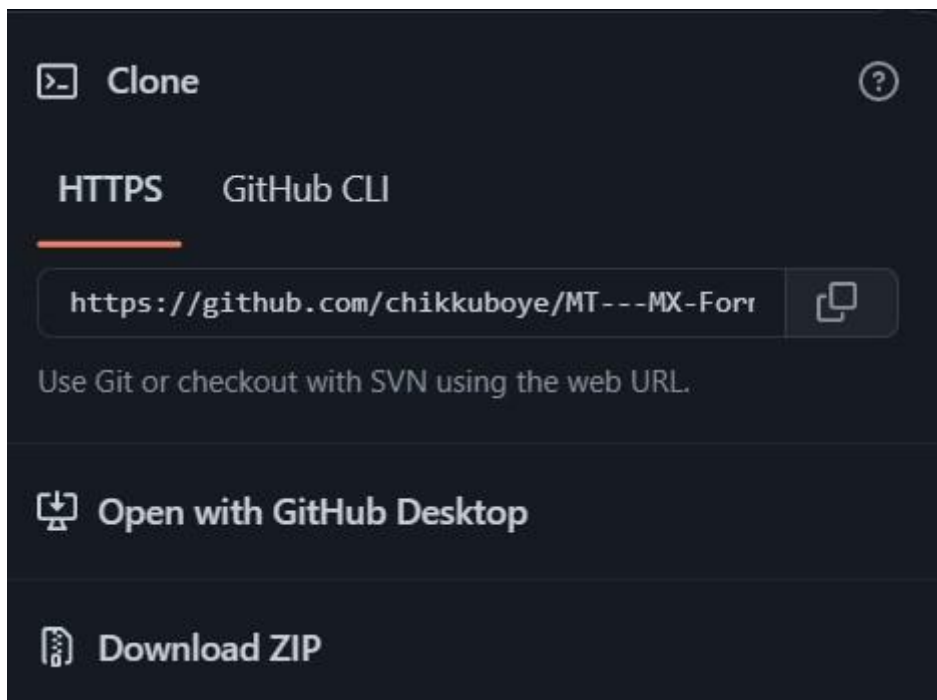 Clone
HTTPS GitHub CLI
https://github.com/chikkuboye/MT---MX-Forr
Use Git or checkout with SVN using the web URL.
Open with GitHub Desktop
Download ZIP